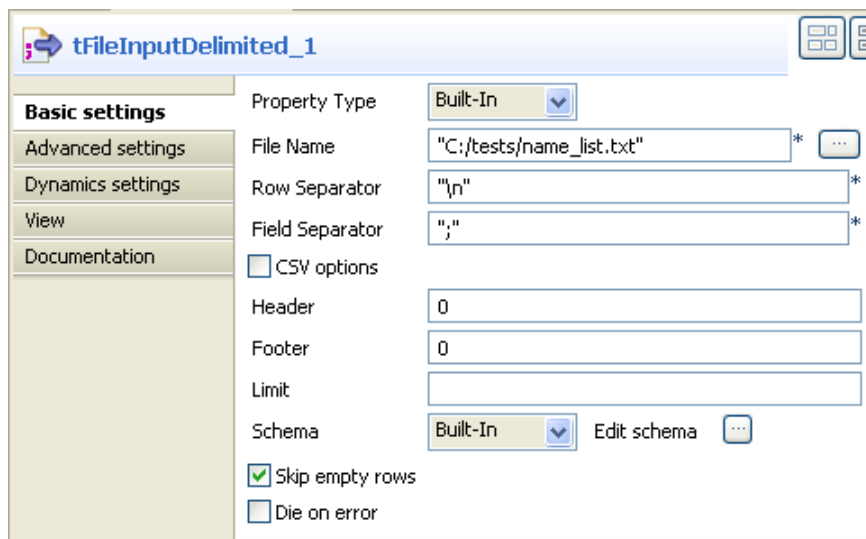 tFileInputDelimited_1
Basic settings
Advanced settings
Dynamics settings
View
Documentation
Property Type Built-In
File Name "C:/tests/name_list.txt" * ...
Row Separator "\n" *
Field Separator ";" *
CSV options
Header 0
Footer 0
Limit
Schema Built-In Edit schema ...
Skip empty rows
Die on error